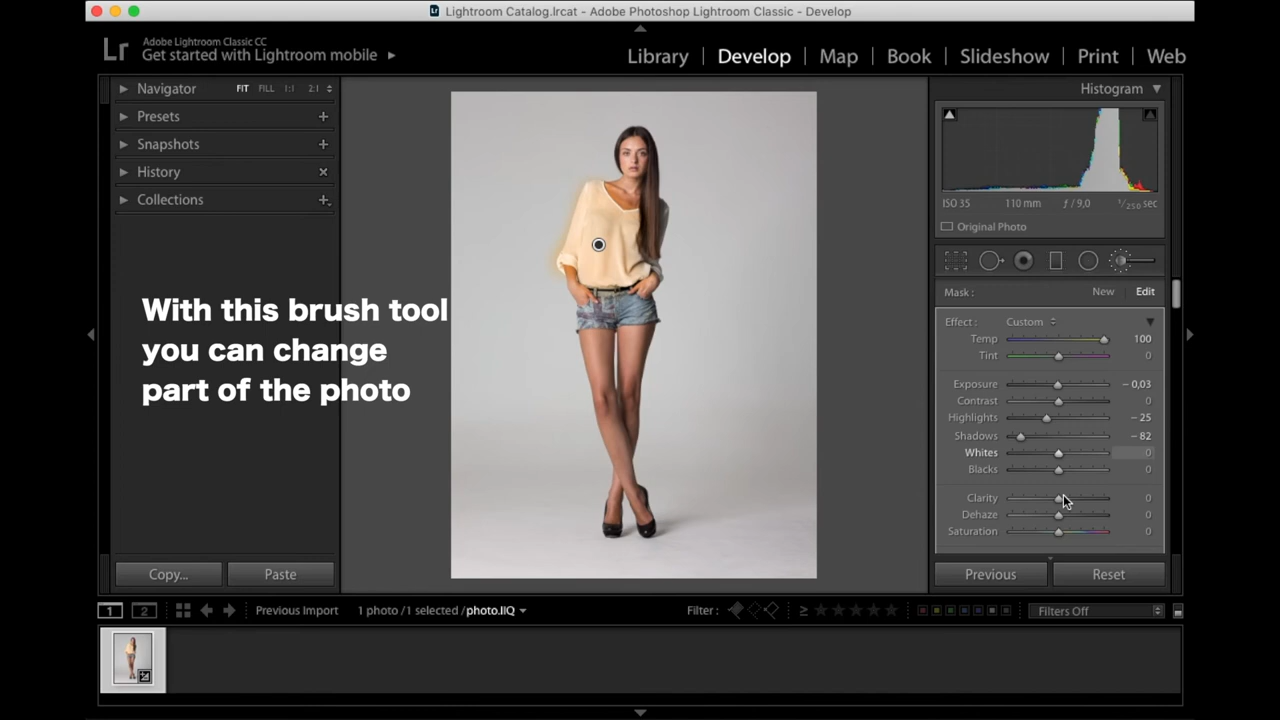 Lightroom Catalog.lrcat - Adobe Photoshop Lightroom Classic - Develop
Lr
Adobe Lightroom Classic CC
Get started with Lightroom mobile
Library | Develop | Map | Book | Slideshow | Print | Web
Navigator FIT FILL 1:1 2:1
Presets
Snapshots
History
Collections
With this brush tool
you can change
part of the photo
Copy... Paste
Histogram
ISO 35 110 mm ƒ / 9,0 1/250 sec
Original Photo
Mask : New Edit
Effect : Custom
Temp 100
Tint 0
Exposure – 0,03
Contrast 0
Highlights – 25
Shadows – 82
Whites 0
Blacks 0
Clarity 0
Dehaze 0
Saturation 0
Previous Reset
1 2 Previous Import 1 photo / 1 selected / photo.IIQ Filter : ≥ Filters Off